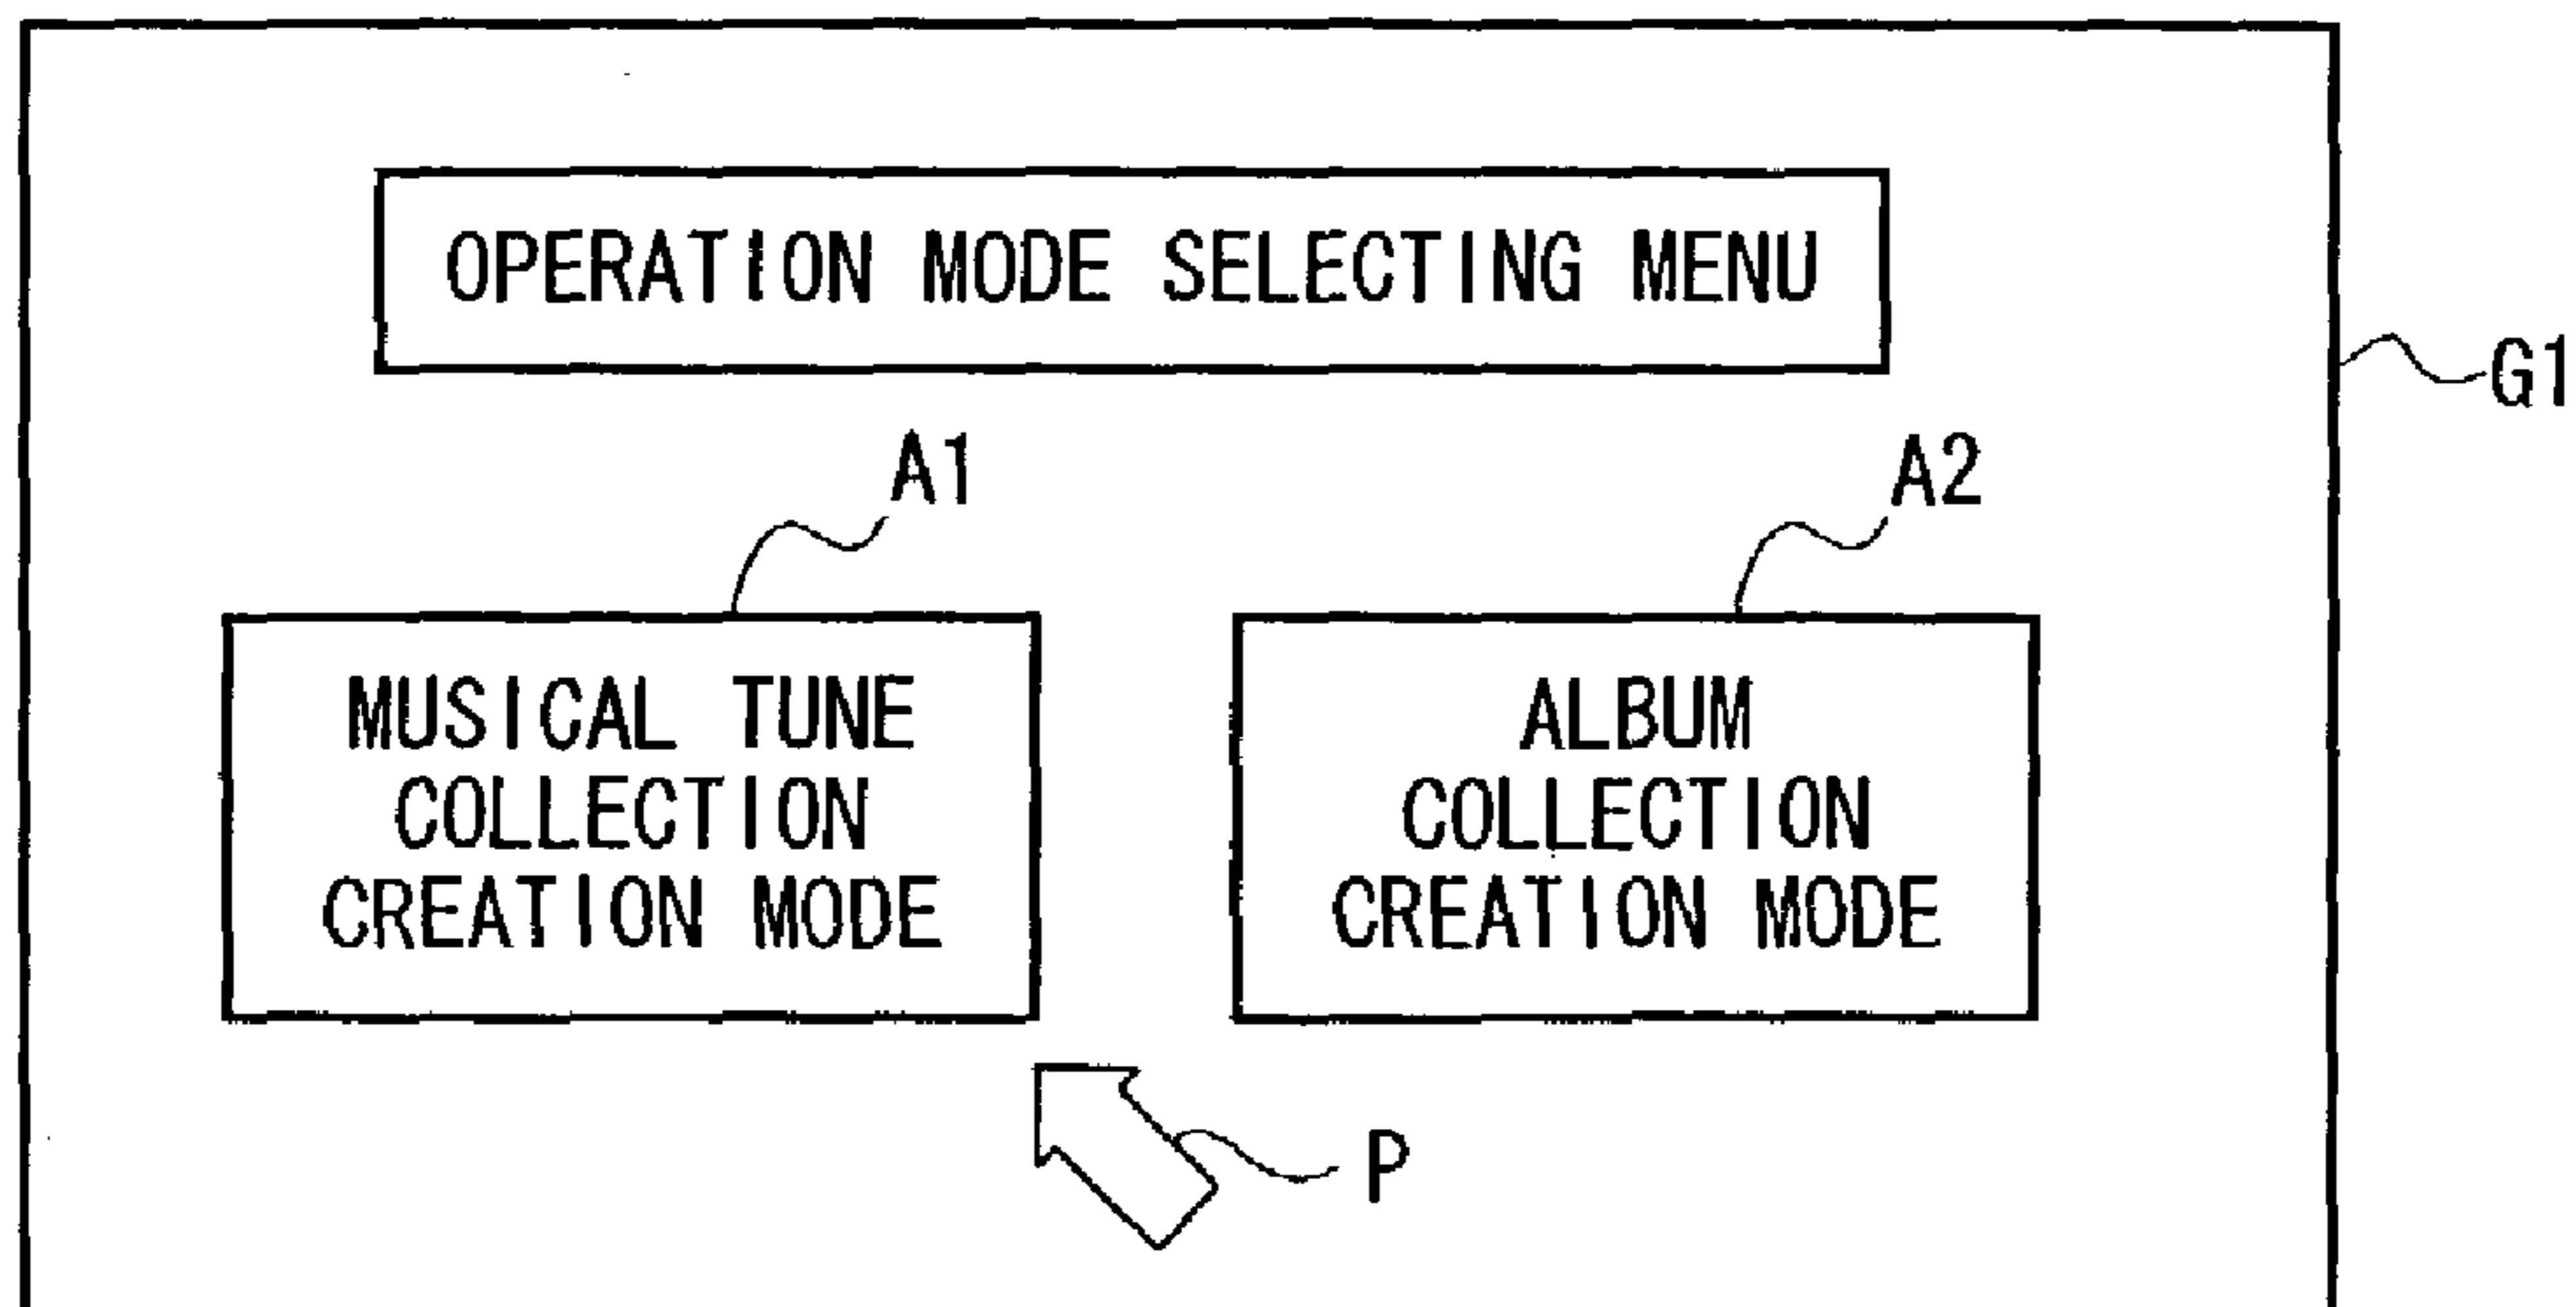 OPERATION MODE SELECTING MENU
G1
A1
A2
MUSICAL TUNE
COLLECTION
CREATION MODE
ALBUM
COLLECTION
CREATION MODE
P